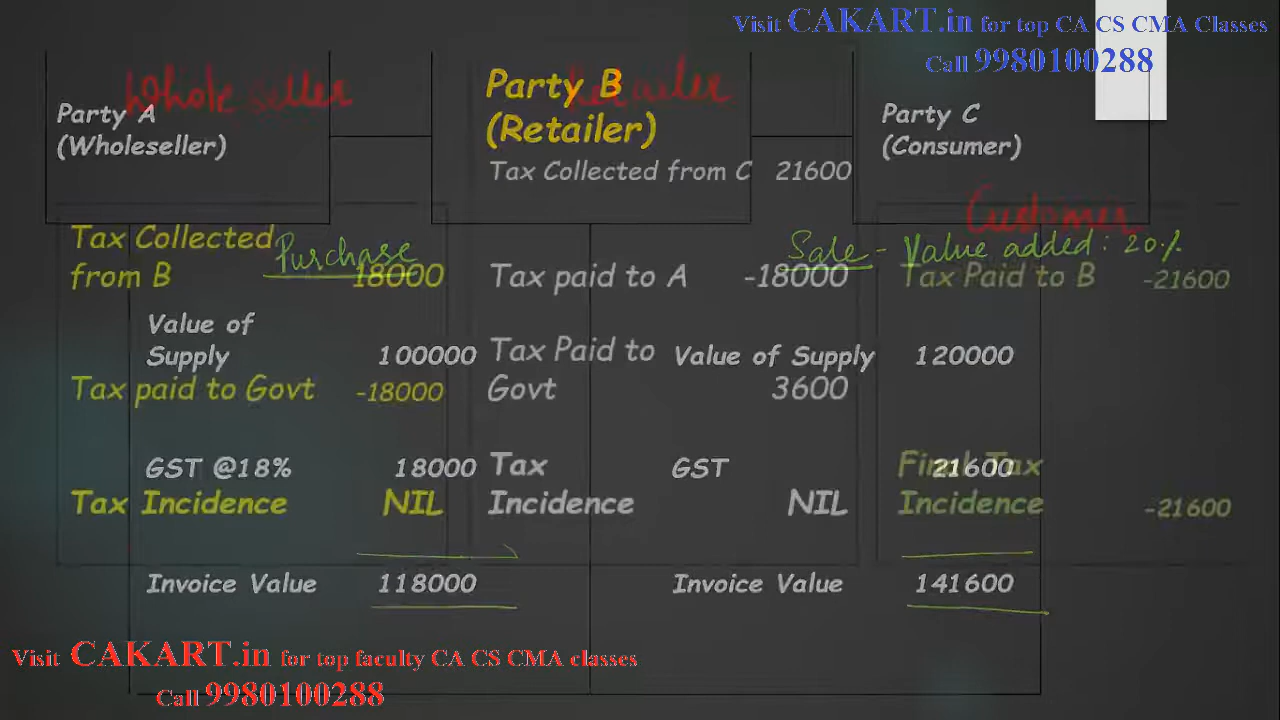 Visit CAKART.in for top CA CS CMA Classes
Call 9980100288
Whole seller
Retailer
Party A
(Wholeseller)
Party B
(Retailer)
Tax Collected from C 21600
Party C
(Consumer)
Customer
Tax Collected
from B 18000
Purchase
Tax paid to A -18000
Sale - Value added: 20%
Tax Paid to B -21600
Value of
Supply 100000
Tax Paid to
Govt 3600
Value of Supply 120000
Tax paid to Govt -18000
GST @18% 18000
Tax
Incidence NIL
GST 21600
Final Tax
Incidence -21600
Tax Incidence NIL
Invoice Value 118000
Invoice Value 141600
Visit CAKART.in for top faculty CA CS CMA classes
Call 9980100288